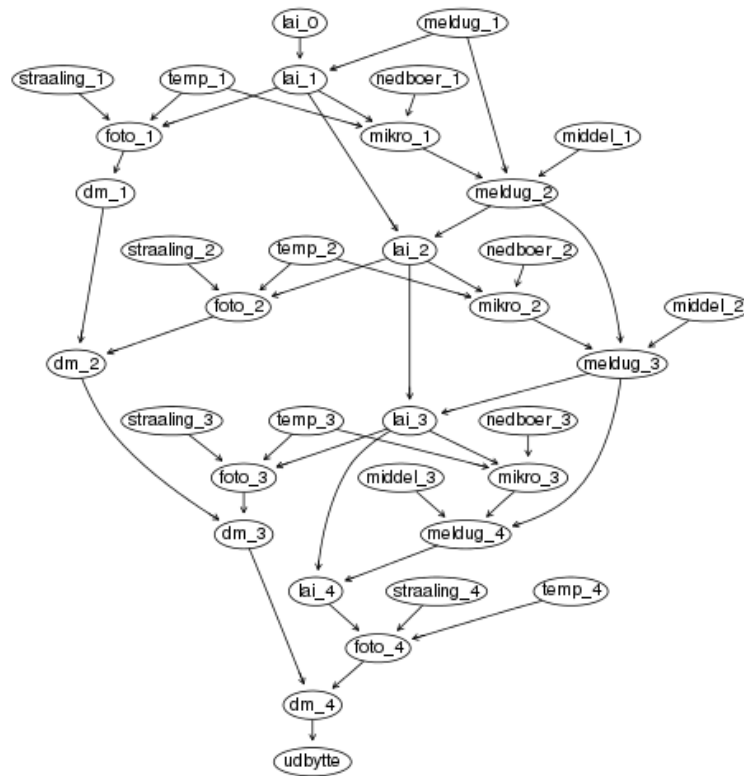 lai_0
meldug_1
straaling_1
temp_1
lai_1
nedboer_1
foto_1
mikro_1
middel_1
dm_1
meldug_2
straaling_2
temp_2
lai_2
nedboer_2
foto_2
mikro_2
middel_2
dm_2
meldug_3
straaling_3
temp_3
lai_3
nedboer_3
foto_3
middel_3
mikro_3
dm_3
meldug_4
lai_4
straaling_4
temp_4
foto_4
dm_4
udbytte